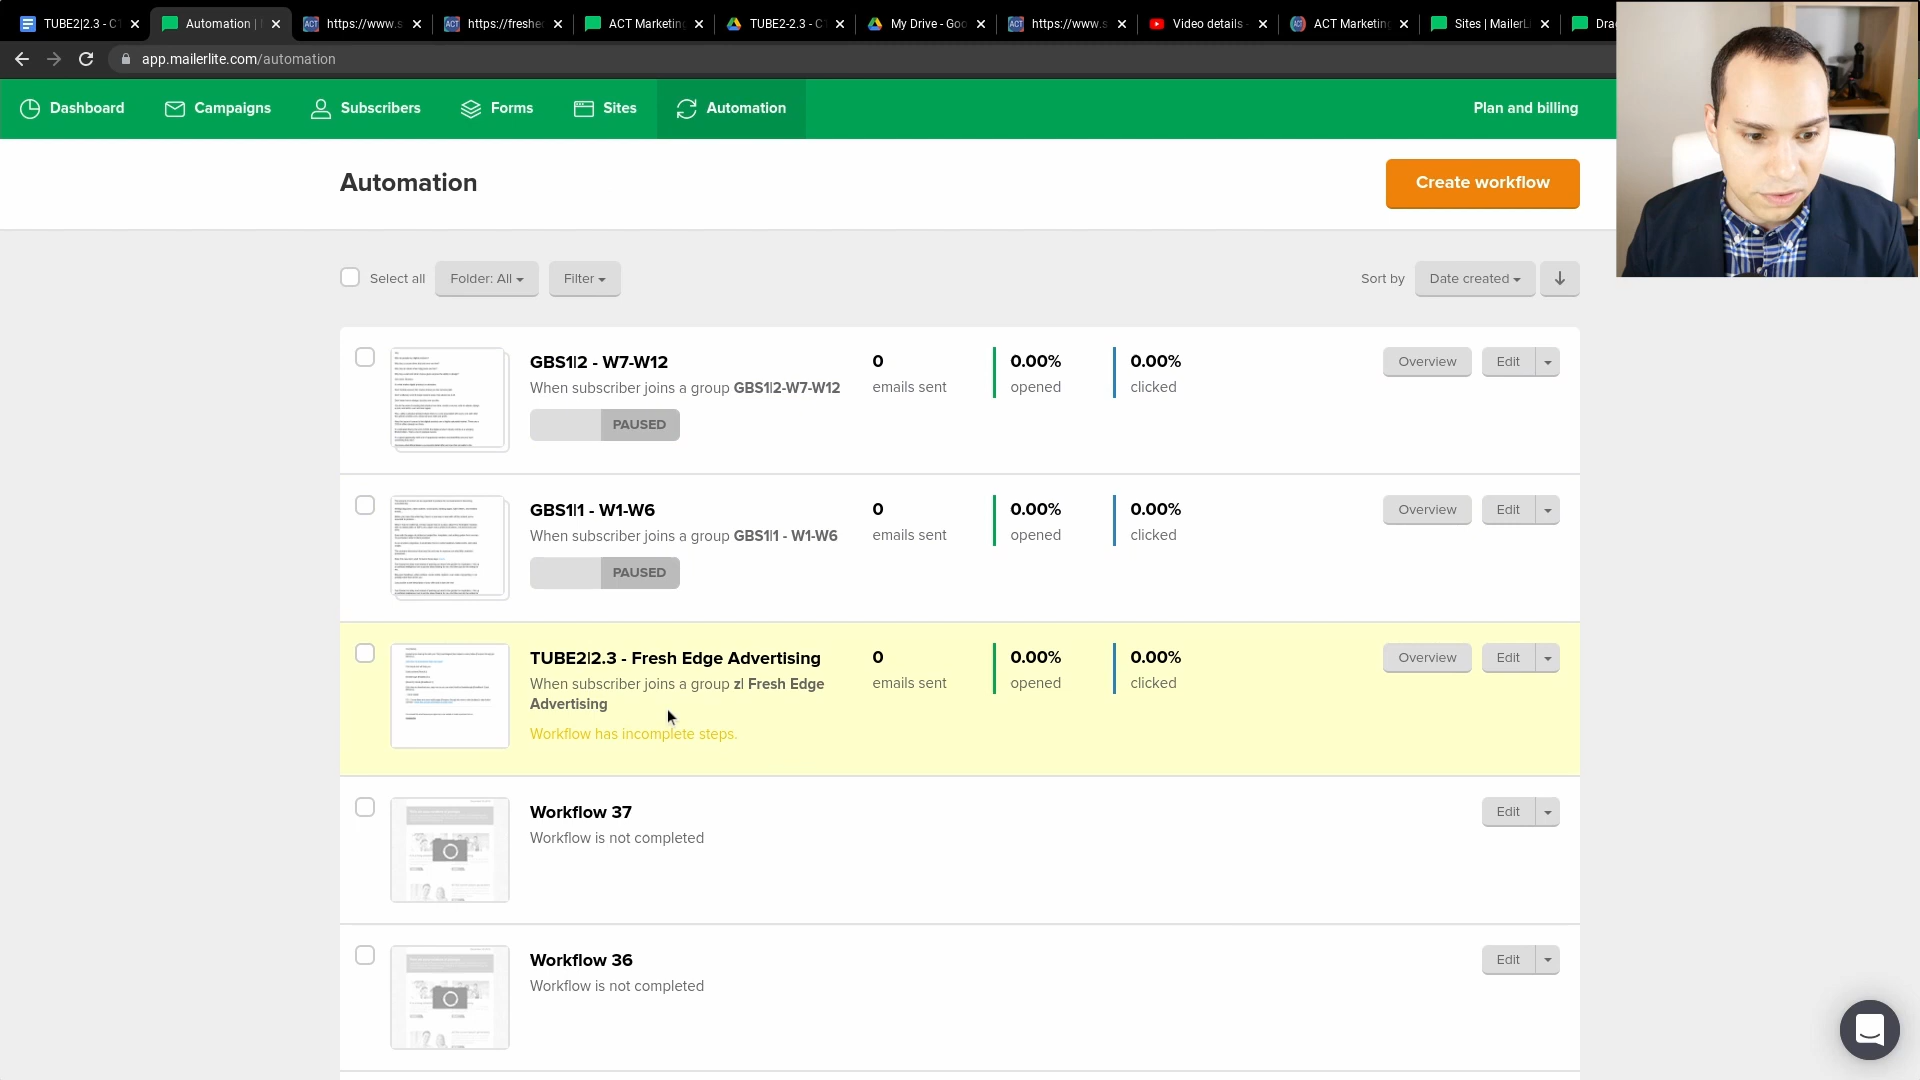 TUBE2|2.3 - C
Automation |
https://www.s
https://freshe
ACT Marketing
TUBE2-2.3 - C
My Drive - Goo
https://www.s
Video details
ACT Marketing
Sites | MailerL
Dra
app.mailerlite.com/automation
Dashboard
Campaigns
Subscribers
Forms
Sites
Automation
Plan and billing
Automation
Create workflow
Select all
Folder: All
Filter
Sort by
Date created
GBS1|2 - W7-W12
When subscriber joins a group GBS1|2-W7-W12
PAUSED
0
emails sent
0.00%
opened
0.00%
clicked
Overview
Edit
GBS1|1 - W1-W6
When subscriber joins a group GBS1|1 - W1-W6
PAUSED
0
emails sent
0.00%
opened
0.00%
clicked
Overview
Edit
TUBE2|2.3 - Fresh Edge Advertising
When subscriber joins a group z| Fresh Edge
Advertising
Workflow has incomplete steps.
0
emails sent
0.00%
opened
0.00%
clicked
Overview
Edit
Workflow 37
Workflow is not completed
Edit
Workflow 36
Workflow is not completed
Edit